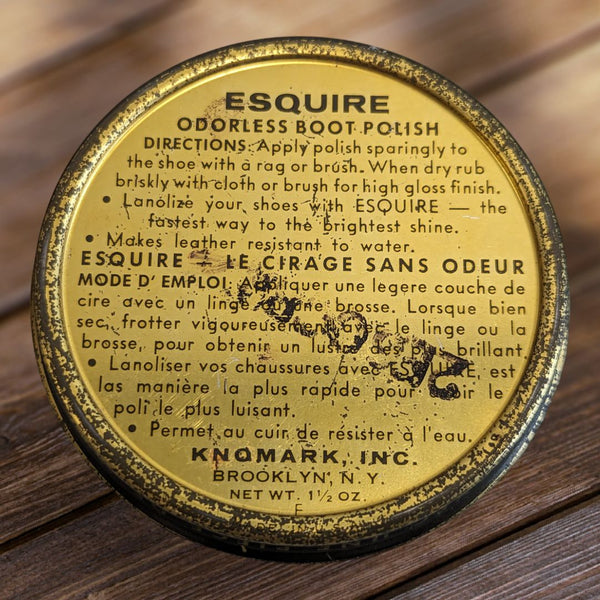 ESQUIRE
ODORLESS BOOT POLISH
DIRECTIONS: Apply polish sparingly to
the shoe with a rag or brush. When dry rub
briskly with cloth or brush for high gloss finish.
• Lanolize your shoes with ESQUIRE — the
fastest way to the brightest shine.
• Makes leather resistant to water.
ESQUIRE — LE CIRAGE SANS ODEUR
MODE D'EMPLOI: Appliquer une legere couche de
cire avec un linge ou une brosse. Lorsque bien
sec, frotter vigoureusement avec le linge ou la
brosse, pour obtenir un lustre des plus brillant.
• Lanoliser vos chaussures avec ESQUIRE, est
las manière la plus rapide pour voir le
poli le plus luisant.
• Permet au cuir de résister à l'eau.
KNOMARK, INC.
BROOKLYN, N. Y.
NET WT. 1½ OZ.
F